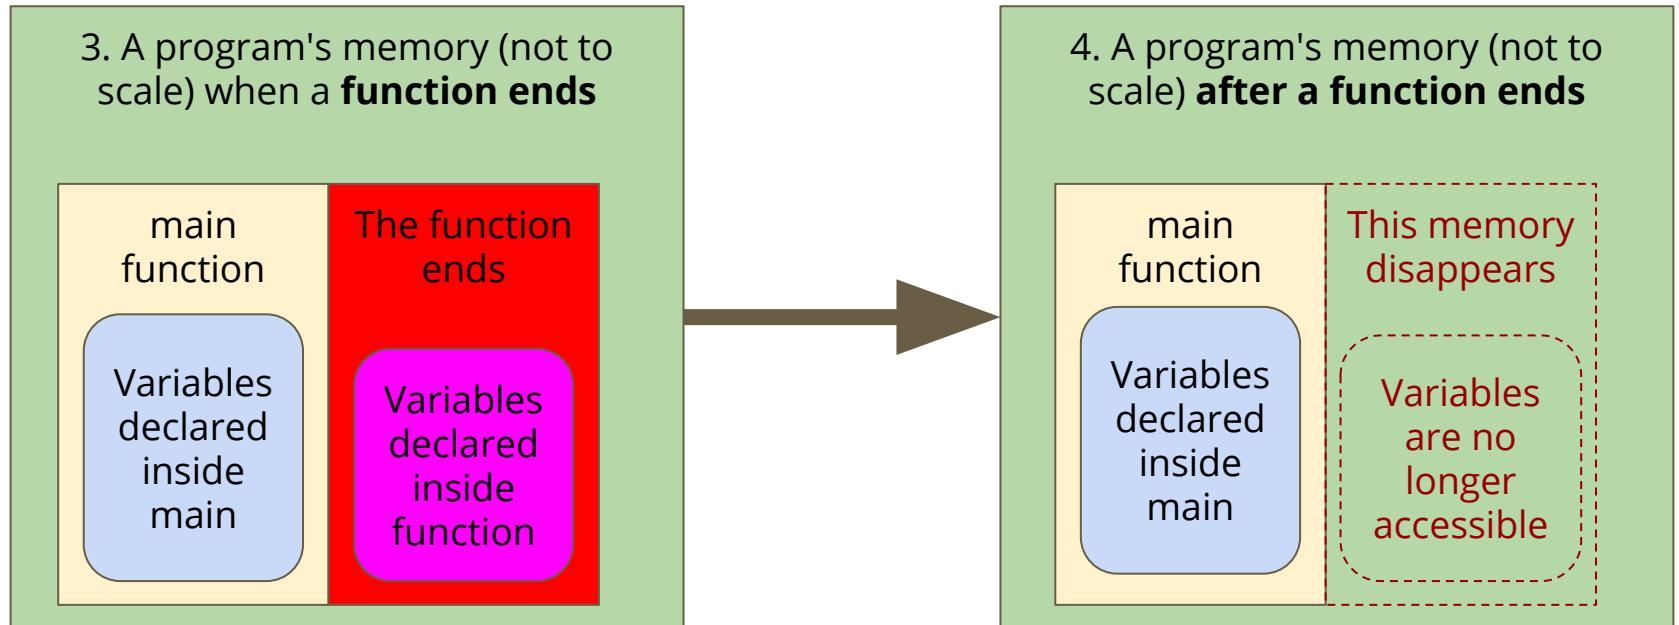 3. A program's memory (not to
scale) when a function ends
main
function
The function
ends
Variables
declared
inside
main
Variables
declared
inside
function
4. A program's memory (not to
scale) after a function ends
main
function
This memory
disappears
Variables
declared
inside
main
Variables
are no
longer
accessible